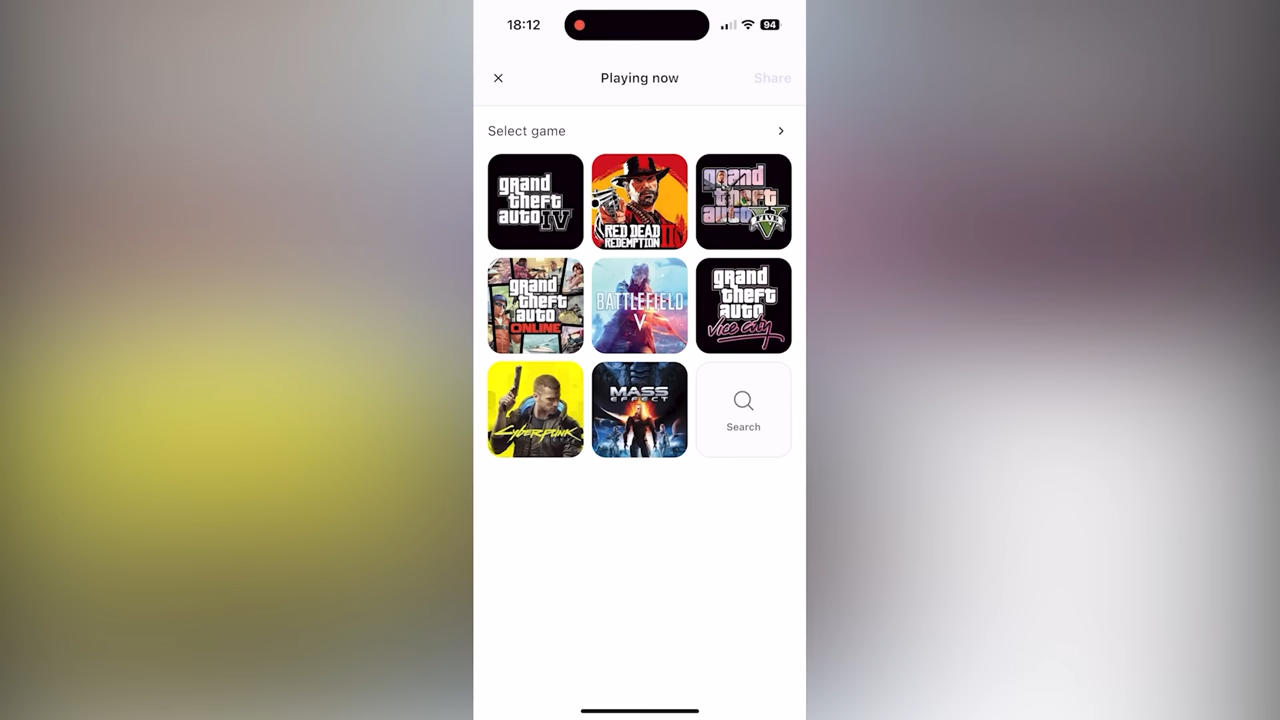 18:12
94
Playing now
Share
Select game
grand
theft
auto IV
RED DEAD
REDEMPTION II
grand
theft
auto V
FIVE
grand
theft
auto
ONLINE
BATTLEFIELD
V
grand
theft
auto
vice city
Cyberpunk
MASS
EFFECT
Search